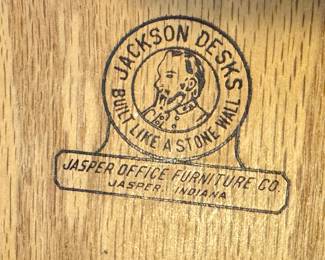 JACKSON DESKS
BUILT LIKE A STONE WALL
JASPER OFFICE FURNITURE CO.
JASPER, INDIANA